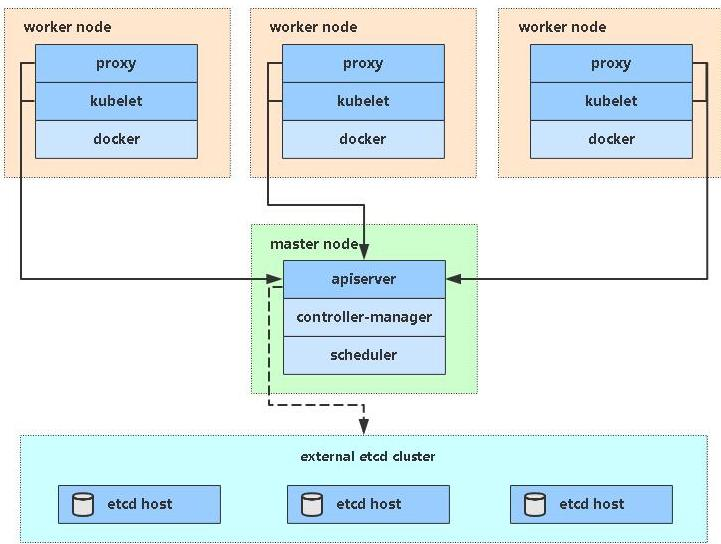 worker node
proxy
kubelet
docker
worker node
proxy
kubelet
docker
worker node
proxy
kubelet
docker
master node
apiserver
controller-manager
scheduler
external etcd cluster
etcd host
etcd host
etcd host